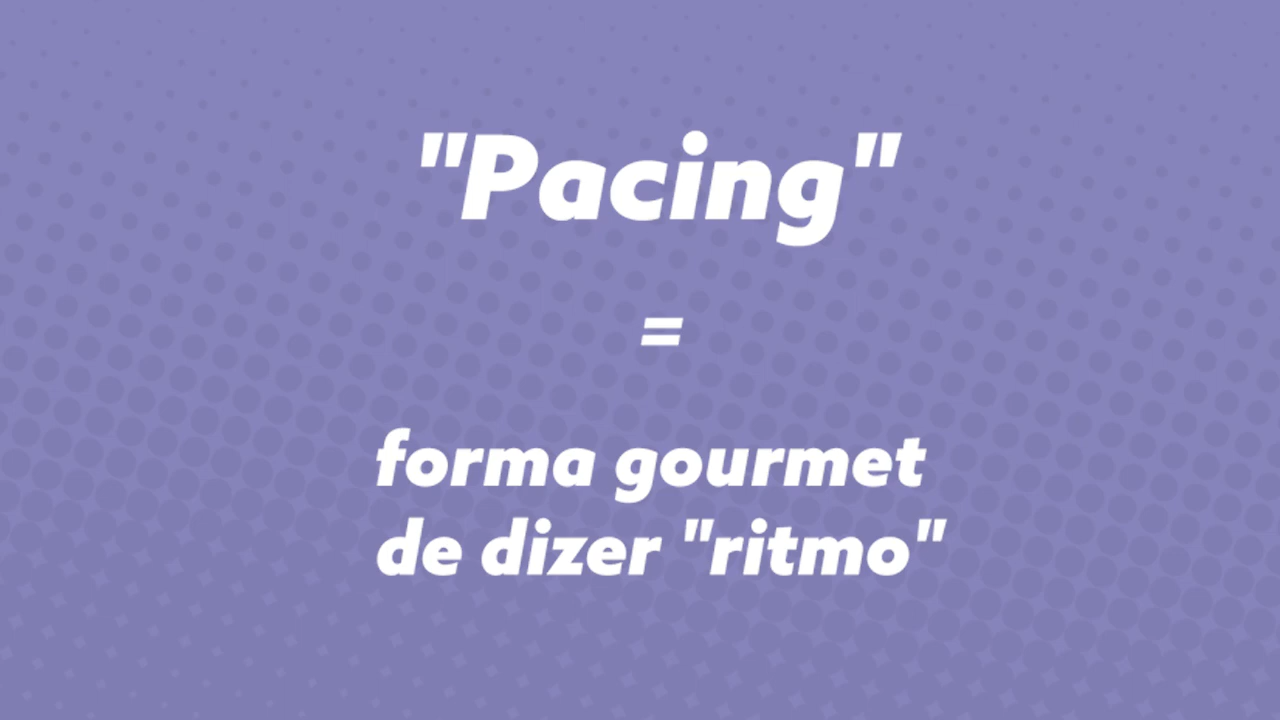 "Pacing"
=
forma gourmet
de dizer "ritmo"